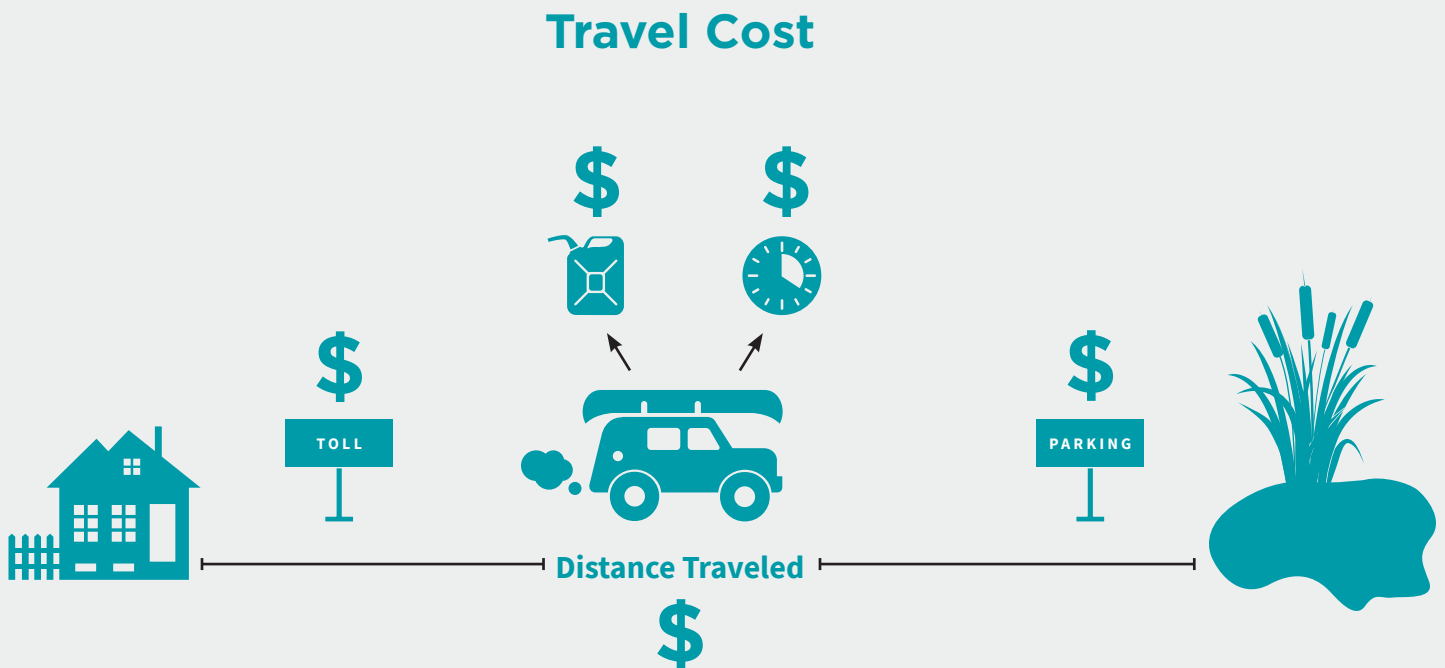 Travel Cost
$ $
$ $
TOLL PARKING
Distance Traveled
$